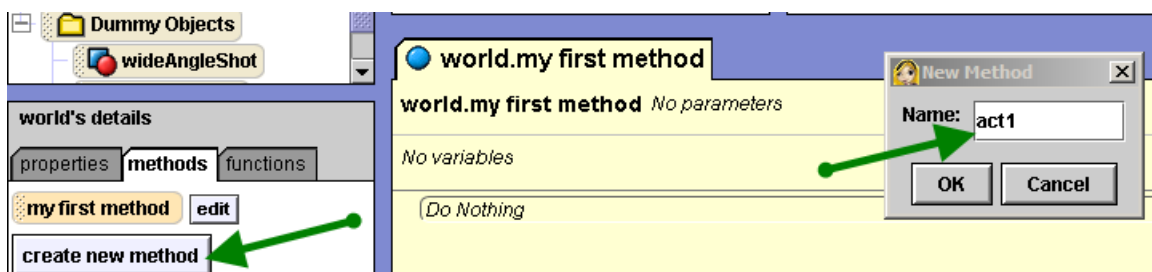 Dummy Objects
wideAngleShot
world's details
properties methods functions
my first method edit
create new method
world.my first method
world.my first method No parameters
No variables
(Do Nothing
New Method
Name: act1
OK Cancel